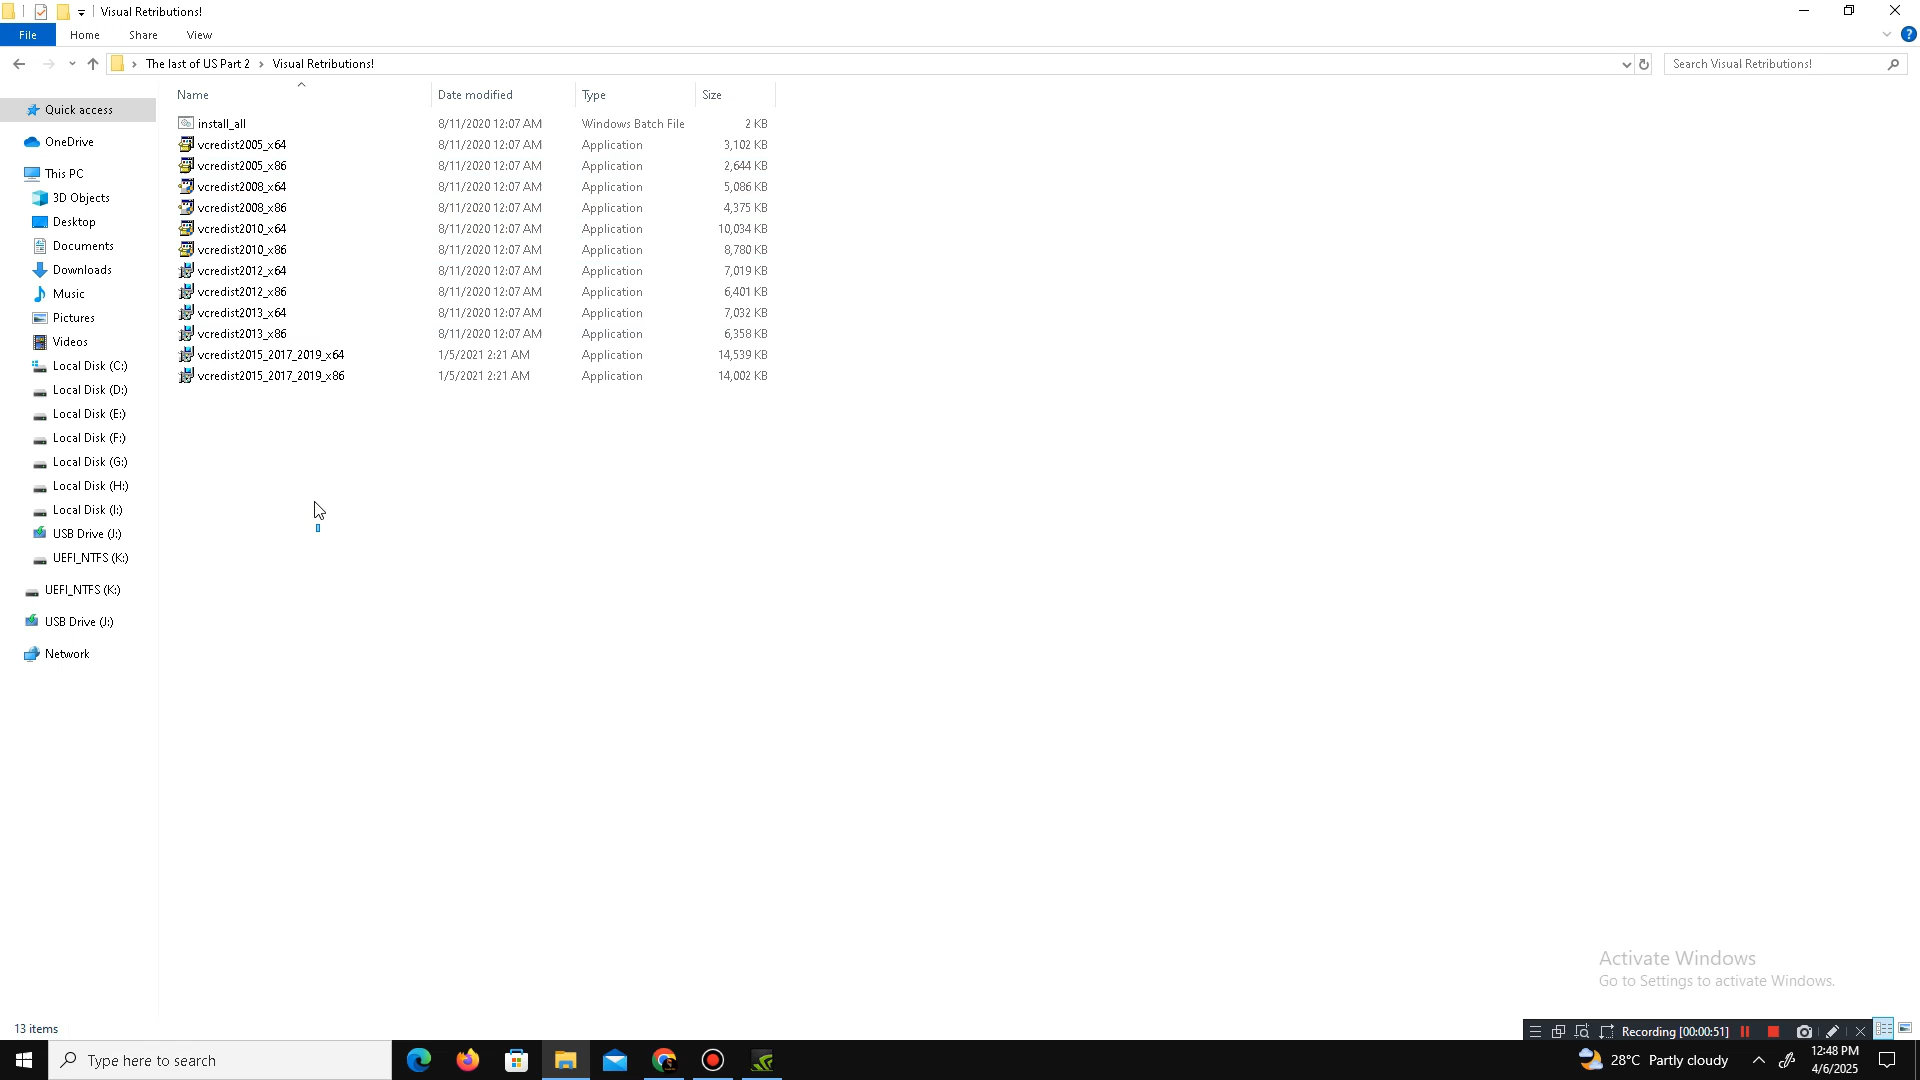 Visual Retributions!
File Home Share View
The last of US Part 2 > Visual Retributions!
Search Visual Retributions!
Name Date modified Type Size
install_all 8/11/2020 12:07 AM Windows Batch File 2 KB
vcredist2005_x64 8/11/2020 12:07 AM Application 3,102 KB
vcredist2005_x86 8/11/2020 12:07 AM Application 2,644 KB
vcredist2008_x64 8/11/2020 12:07 AM Application 5,086 KB
vcredist2008_x86 8/11/2020 12:07 AM Application 4,375 KB
vcredist2010_x64 8/11/2020 12:07 AM Application 10,034 KB
vcredist2010_x86 8/11/2020 12:07 AM Application 8,780 KB
vcredist2012_x64 8/11/2020 12:07 AM Application 7,019 KB
vcredist2012_x86 8/11/2020 12:07 AM Application 6,401 KB
vcredist2013_x64 8/11/2020 12:07 AM Application 7,032 KB
vcredist2013_x86 8/11/2020 12:07 AM Application 6,358 KB
vcredist2015_2017_2019_x64 1/5/2021 2:21 AM Application 14,539 KB
vcredist2015_2017_2019_x86 1/5/2021 2:21 AM Application 14,002 KB
Quick access
OneDrive
This PC
3D Objects
Desktop
Documents
Downloads
Music
Pictures
Videos
Local Disk (C:)
Local Disk (D:)
Local Disk (E:)
Local Disk (F:)
Local Disk (G:)
Local Disk (H:)
Local Disk (I:)
USB Drive (J:)
UEFI_NTFS (K:)
UEFI_NTFS (K:)
USB Drive (J:)
Network
Activate Windows
Go to Settings to activate Windows.
13 items
Recording [00:00:51]
Type here to search
28°C Partly cloudy
12:48 PM
4/6/2025